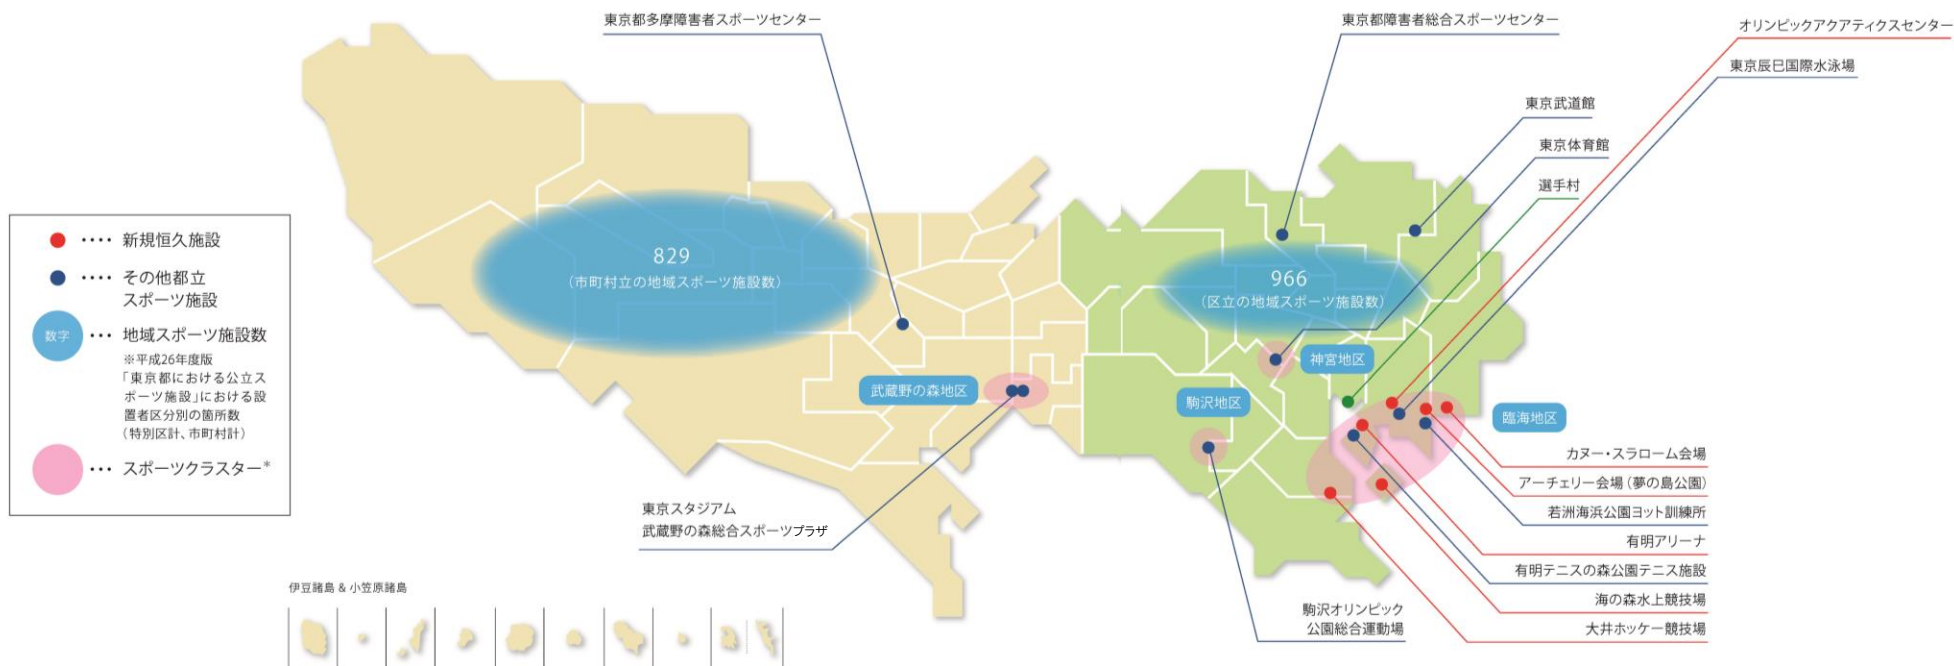 東京都多摩障害者スポーツセンター
東京都障害者総合スポーツセンター
オリンピックアクアティクスセンター
東京辰巳国際水泳場
東京武道館
東京体育館
選手村
････ 新規恒久施設
････ その他都立
スポーツ施設
数字 ･･･ 地域スポーツ施設数
※平成26年度版
「東京都における公立ス
ポーツ施設」における設
置者区分別の箇所数
（特別区計、市町村計）
･･･ スポーツクラスター*
829
（市町村立の地域スポーツ施設数）
966
（区立の地域スポーツ施設数）
神宮地区
武蔵野の森地区
駒沢地区
臨海地区
カヌー・スラローム会場
アーチェリー会場（夢の島公園）
若洲海浜公園ヨット訓練所
有明アリーナ
有明テニスの森公園テニス施設
海の森水上競技場
大井ホッケー競技場
東京スタジアム
武蔵野の森総合スポーツプラザ
駒沢オリンピック
公園総合運動場
伊豆諸島 & 小笠原諸島